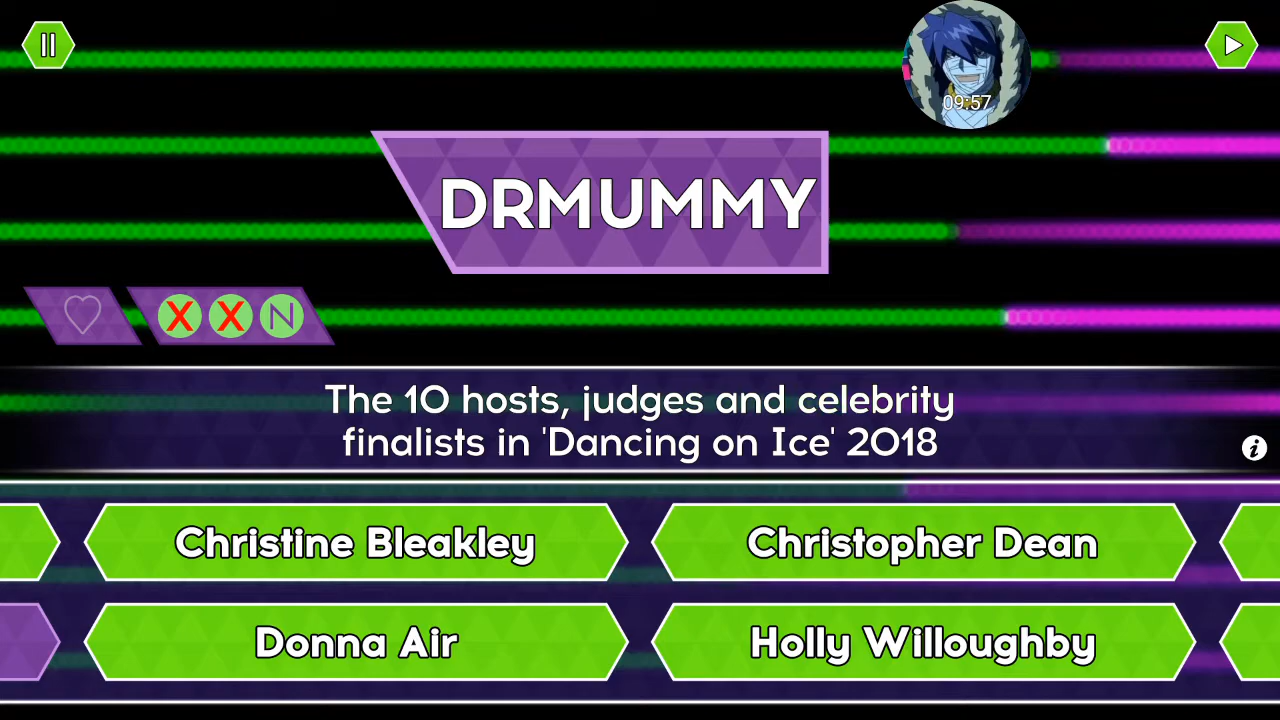 09:57
DRMUMMY
X X N
The 10 hosts, judges and celebrity
finalists in 'Dancing on Ice' 2018
i
Christine Bleakley
Christopher Dean
Donna Air
Holly Willoughby